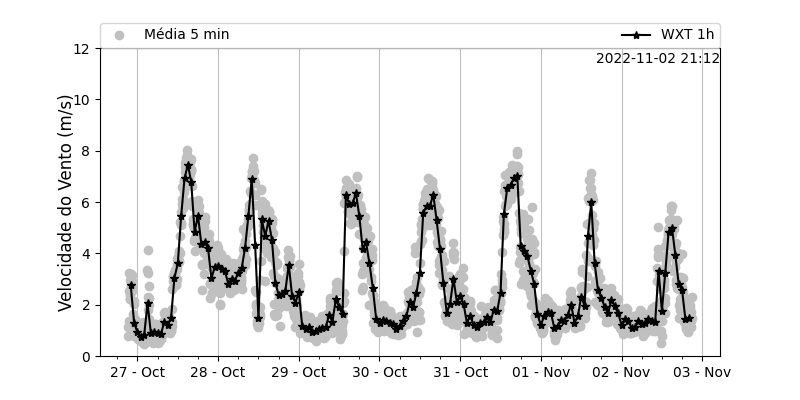 Média 5 min
WXT 1h
2022-11-02 21:12
Velocidade do Vento (m/s)
12
10
8
6
4
2
0
27 - Oct
28 - Oct
29 - Oct
30 - Oct
31 - Oct
01 - Nov
02 - Nov
03 - Nov